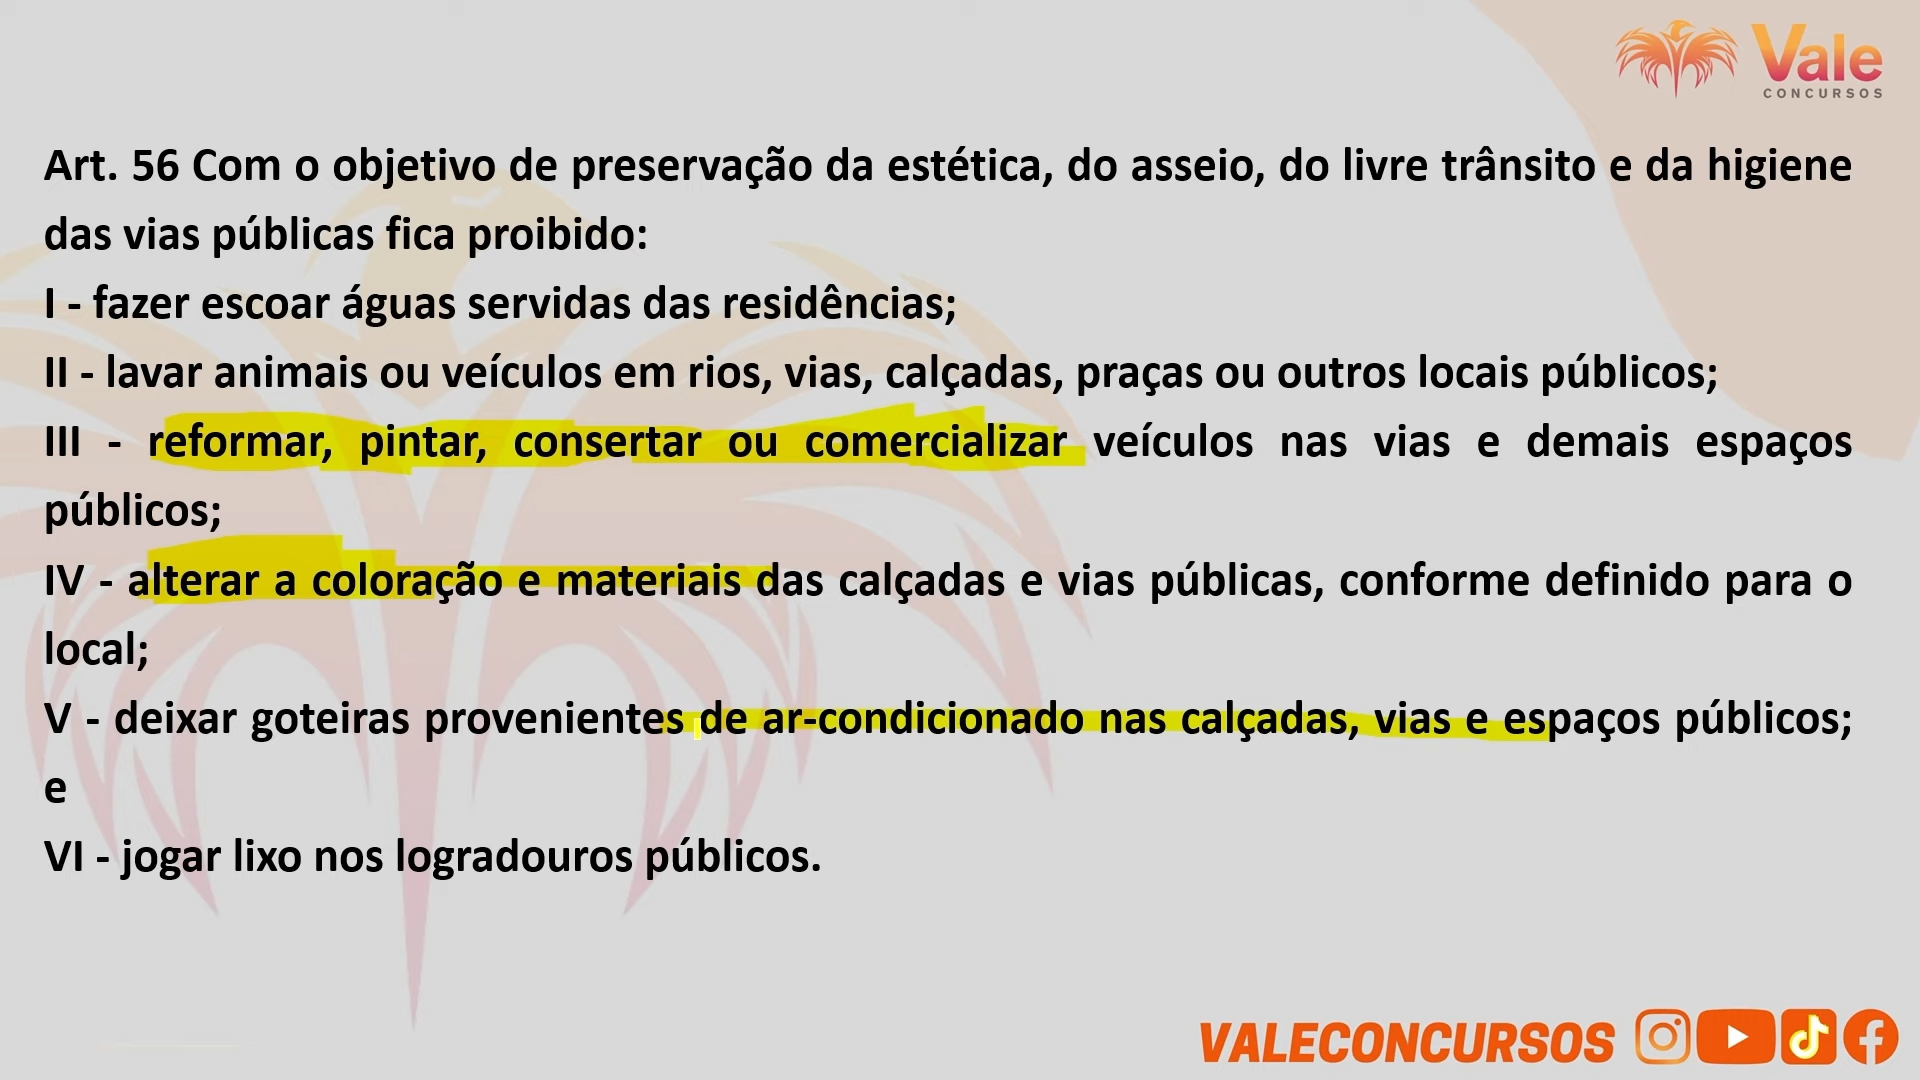 Vale
CONCURSOS
Art. 56 Com o objetivo de preservação da estética, do asseio, do livre trânsito e da higiene
das vias públicas fica proibido:
I - fazer escoar águas servidas das residências;
II - lavar animais ou veículos em rios, vias, calçadas, praças ou outros locais públicos;
III - reformar, pintar, consertar ou comercializar veículos nas vias e demais espaços
públicos;
IV - alterar a coloração e materiais das calçadas e vias públicas, conforme definido para o
local;
V - deixar goteiras provenientes de ar-condicionado nas calçadas, vias e espaços públicos;
e
VI - jogar lixo nos logradouros públicos.
VALECONCURSOS